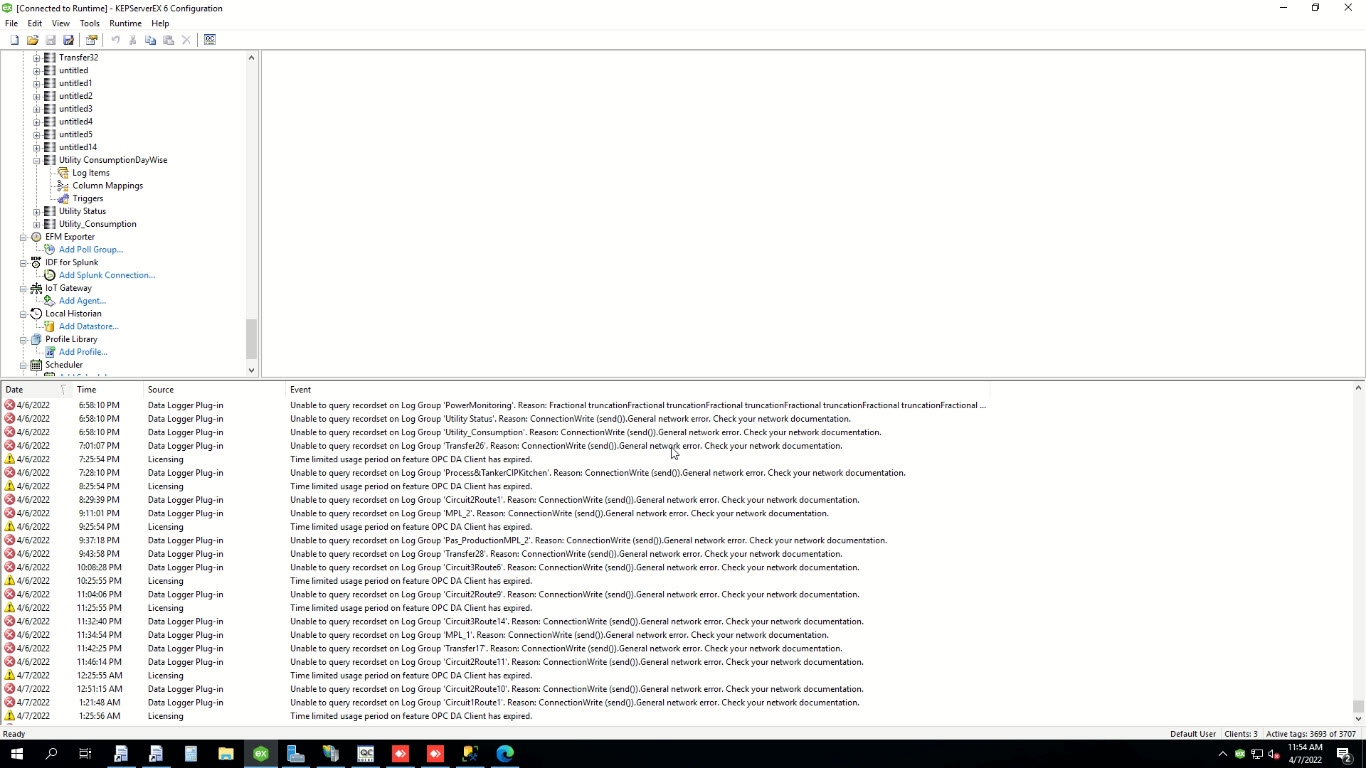 [Connected to Runtime] - KEPServerEX 6 Configuration
File Edit View Tools Runtime Help
Transfer32
untitled
untitled1
untitled2
untitled3
untitled4
untitled5
untitled14
Utility ConsumptionDayWise
Log Items
Column Mappings
Triggers
Utility Status
Utility_Consumption
EFM Exporter
Add Poll Group...
IDF for Splunk
Add Splunk Connection...
IoT Gateway
Add Agent...
Local Historian
Add Datastore...
Profile Library
Add Profile...
Scheduler
Date Time Source Event
4/6/2022 6:58:10 PM Data Logger Plug-in Unable to query recordset on Log Group 'PowerMonitoring'. Reason: Fractional truncationFractional truncationFractional truncationFractional truncationFractional truncationFractional ...
4/6/2022 6:58:10 PM Data Logger Plug-in Unable to query recordset on Log Group 'Utility Status'. Reason: ConnectionWrite (send()).General network error. Check your network documentation.
4/6/2022 6:58:10 PM Data Logger Plug-in Unable to query recordset on Log Group 'Utility_Consumption'. Reason: ConnectionWrite (send()).General network error. Check your network documentation.
4/6/2022 7:01:07 PM Data Logger Plug-in Unable to query recordset on Log Group 'Transfer26'. Reason: ConnectionWrite (send()).General network error. Check your network documentation.
4/6/2022 7:25:54 PM Licensing Time limited usage period on feature OPC DA Client has expired.
4/6/2022 7:28:10 PM Data Logger Plug-in Unable to query recordset on Log Group 'Process&TankerCIPKitchen'. Reason: ConnectionWrite (send()).General network error. Check your network documentation.
4/6/2022 8:25:54 PM Licensing Time limited usage period on feature OPC DA Client has expired.
4/6/2022 8:29:39 PM Data Logger Plug-in Unable to query recordset on Log Group 'Circuit2Route1'. Reason: ConnectionWrite (send()).General network error. Check your network documentation.
4/6/2022 9:11:01 PM Data Logger Plug-in Unable to query recordset on Log Group 'MPL_2'. Reason: ConnectionWrite (send()).General network error. Check your network documentation.
4/6/2022 9:25:54 PM Licensing Time limited usage period on feature OPC DA Client has expired.
4/6/2022 9:37:18 PM Data Logger Plug-in Unable to query recordset on Log Group 'Pas_ProductionMPL_2'. Reason: ConnectionWrite (send()).General network error. Check your network documentation.
4/6/2022 9:43:58 PM Data Logger Plug-in Unable to query recordset on Log Group 'Transfer28'. Reason: ConnectionWrite (send()).General network error. Check your network documentation.
4/6/2022 10:08:28 PM Data Logger Plug-in Unable to query recordset on Log Group 'Circuit3Route6'. Reason: ConnectionWrite (send()).General network error. Check your network documentation.
4/6/2022 10:25:55 PM Licensing Time limited usage period on feature OPC DA Client has expired.
4/6/2022 11:04:06 PM Data Logger Plug-in Unable to query recordset on Log Group 'Circuit2Route9'. Reason: ConnectionWrite (send()).General network error. Check your network documentation.
4/6/2022 11:25:55 PM Licensing Time limited usage period on feature OPC DA Client has expired.
4/6/2022 11:32:40 PM Data Logger Plug-in Unable to query recordset on Log Group 'Circuit3Route14'. Reason: ConnectionWrite (send()).General network error. Check your network documentation.
4/6/2022 11:34:54 PM Data Logger Plug-in Unable to query recordset on Log Group 'MPL_1'. Reason: ConnectionWrite (send()).General network error. Check your network documentation.
4/6/2022 11:42:25 PM Data Logger Plug-in Unable to query recordset on Log Group 'Transfer17'. Reason: ConnectionWrite (send()).General network error. Check your network documentation.
4/6/2022 11:46:14 PM Data Logger Plug-in Unable to query recordset on Log Group 'Circuit2Route11'. Reason: ConnectionWrite (send()).General network error. Check your network documentation.
4/7/2022 12:25:55 AM Licensing Time limited usage period on feature OPC DA Client has expired.
4/7/2022 12:51:15 AM Data Logger Plug-in Unable to query recordset on Log Group 'Circuit2Route10'. Reason: ConnectionWrite (send()).General network error. Check your network documentation.
4/7/2022 1:21:48 AM Data Logger Plug-in Unable to query recordset on Log Group 'Circuit1Route1'. Reason: ConnectionWrite (send()).General network error. Check your network documentation.
4/7/2022 1:25:56 AM Licensing Time limited usage period on feature OPC DA Client has expired.
Ready Default User Clients: 3 Active tags: 3693 of 3707
11:54 AM
4/7/2022
2